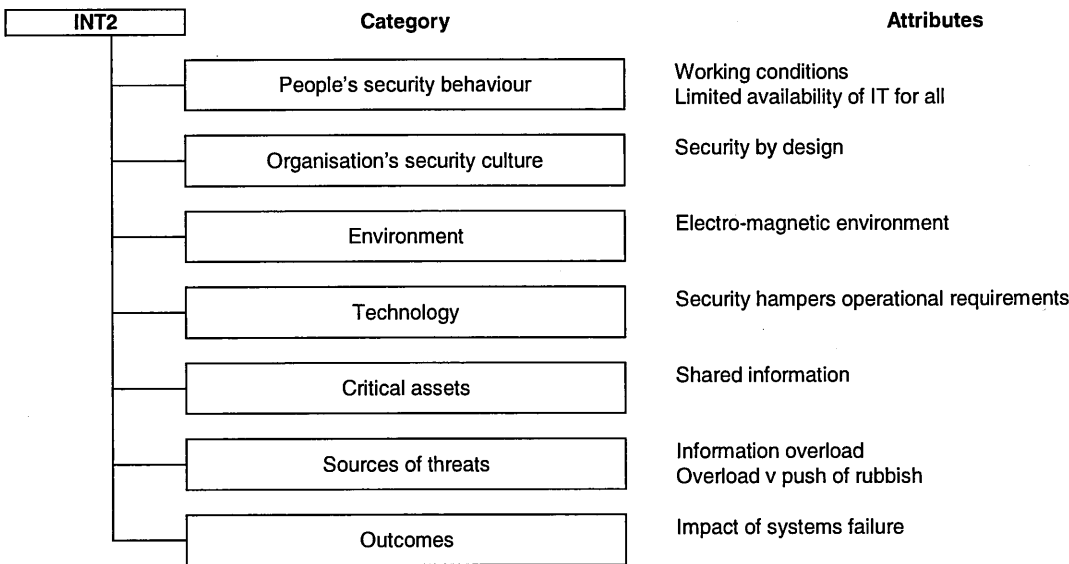 INT2 Category Attributes
People's security behaviour
Working conditions
Limited availability of IT for all
Organisation's security culture
Security by design
Environment
Electro-magnetic environment
Technology
Security hampers operational requirements
Critical assets
Shared information
Sources of threats
Information overload
Overload v push of rubbish
Outcomes
Impact of systems failure